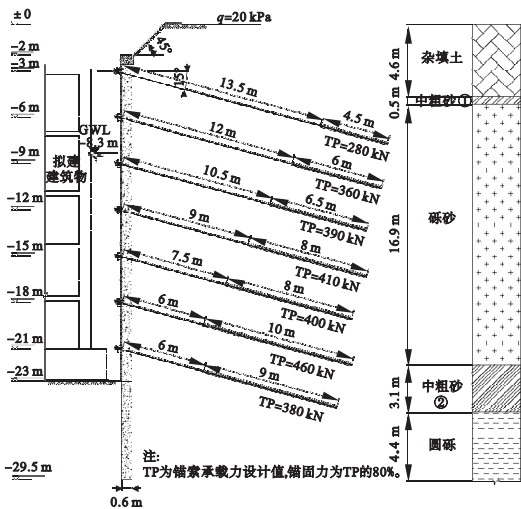 ± 0
q=20 kPa
-2 m
-3 m
45°
15°
-6 m
GWL
-8.3 m
-9 m
拟建
建筑物
-12 m
-15 m
-18 m
-21 m
-23 m
-29.5 m
0.6 m
13.5 m
4.5 m
TP=280 kN
12 m
6 m
TP=360 kN
10.5 m
6.5 m
TP=390 kN
9 m
8 m
TP=410 kN
7.5 m
8 m
TP=400 kN
6 m
10 m
TP=460 kN
6 m
9 m
TP=380 kN
注:
TP为锚索承载力设计值,锚固力为TP的80%。
4.6 m
杂填土
0.5 m
中粗砂①
16.9 m
砾砂
3.1 m
中粗砂
②
4.4 m
圆砾